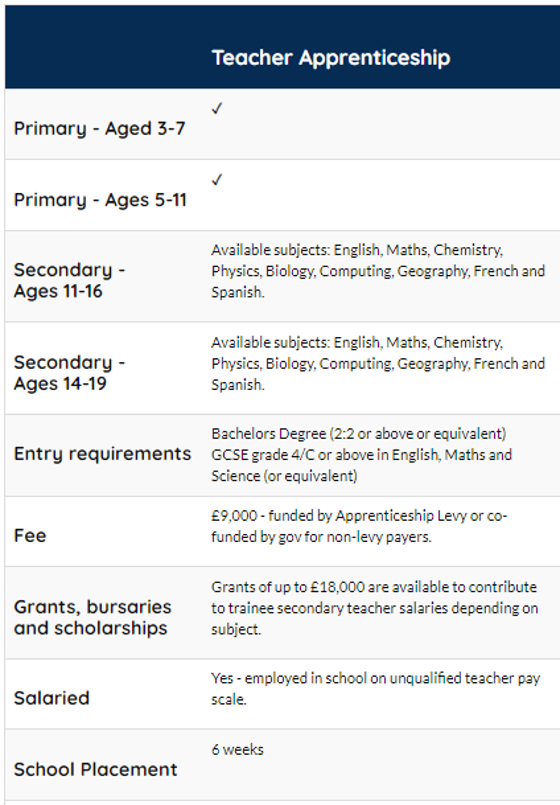 Teacher Apprenticeship
Primary - Aged 3-7
✓
Primary - Ages 5-11
✓
Secondary -
Ages 11-16
Available subjects: English, Maths, Chemistry,
Physics, Biology, Computing, Geography, French and
Spanish.
Secondary -
Ages 14-19
Available subjects: English, Maths, Chemistry,
Physics, Biology, Computing, Geography, French and
Spanish.
Entry requirements
Bachelors Degree (2:2 or above or equivalent)
GCSE grade 4/C or above in English, Maths and
Science (or equivalent)
Fee
£9,000 - funded by Apprenticeship Levy or co-
funded by gov for non-levy payers.
Grants, bursaries
and scholarships
Grants of up to £18,000 are available to contribute
to trainee secondary teacher salaries depending on
subject.
Salaried
Yes - employed in school on unqualified teacher pay
scale.
School Placement
6 weeks